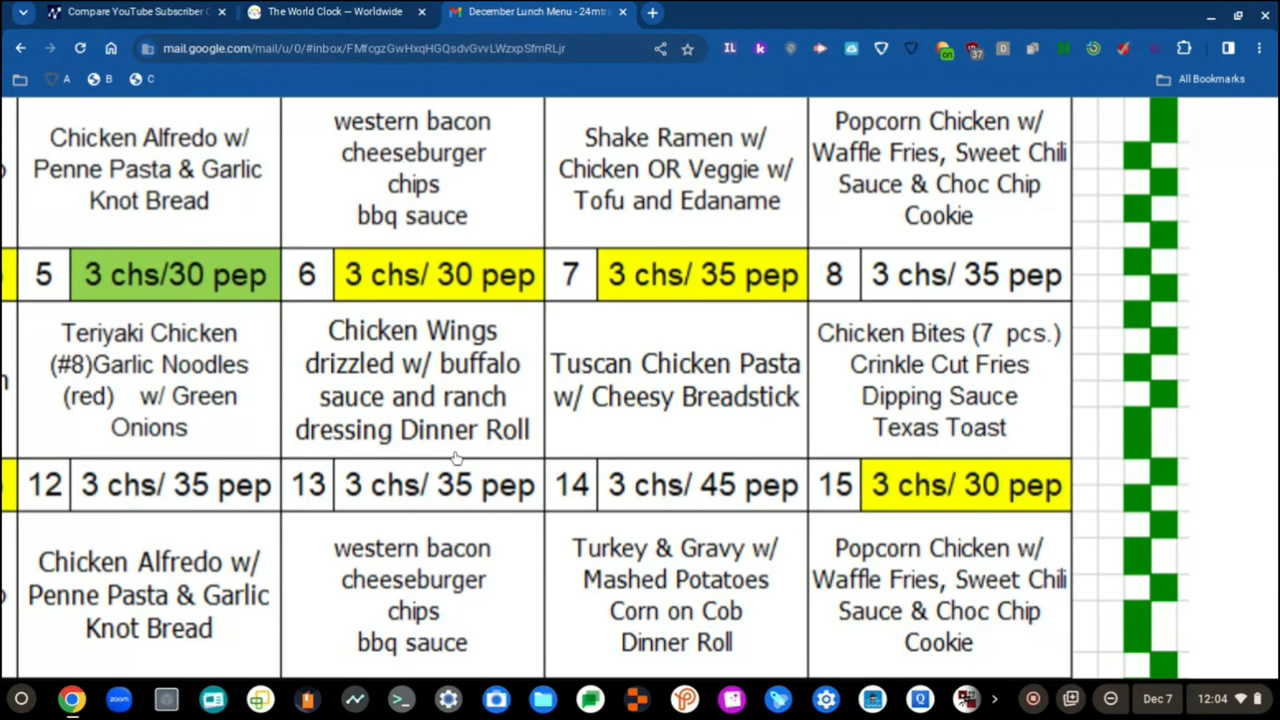 Compare YouTube Subscriber C
The World Clock — Worldwide
December Lunch Menu - 24mtra
mail.google.com/mail/u/0/#inbox/FMfcgzGwHxqHGQsdvGvvLWzxpSfmRLjr
A
B
C
All Bookmarks
Chicken Alfredo w/
Penne Pasta & Garlic
Knot Bread
western bacon
cheeseburger
chips
bbq sauce
Shake Ramen w/
Chicken OR Veggie w/
Tofu and Edaname
Popcorn Chicken w/
Waffle Fries, Sweet Chili
Sauce & Choc Chip
Cookie
5 3 chs/30 pep 6 3 chs/ 30 pep 7 3 chs/ 35 pep 8 3 chs/ 35 pep
Teriyaki Chicken
(#8)Garlic Noodles
(red) w/ Green
Onions
Chicken Wings
drizzled w/ buffalo
sauce and ranch
dressing Dinner Roll
Tuscan Chicken Pasta
w/ Cheesy Breadstick
Chicken Bites (7 pcs.)
Crinkle Cut Fries
Dipping Sauce
Texas Toast
12 3 chs/ 35 pep 13 3 chs/ 35 pep 14 3 chs/ 45 pep 15 3 chs/ 30 pep
Chicken Alfredo w/
Penne Pasta & Garlic
Knot Bread
western bacon
cheeseburger
chips
bbq sauce
Turkey & Gravy w/
Mashed Potatoes
Corn on Cob
Dinner Roll
Popcorn Chicken w/
Waffle Fries, Sweet Chili
Sauce & Choc Chip
Cookie
zoom
Dec 7
12:04